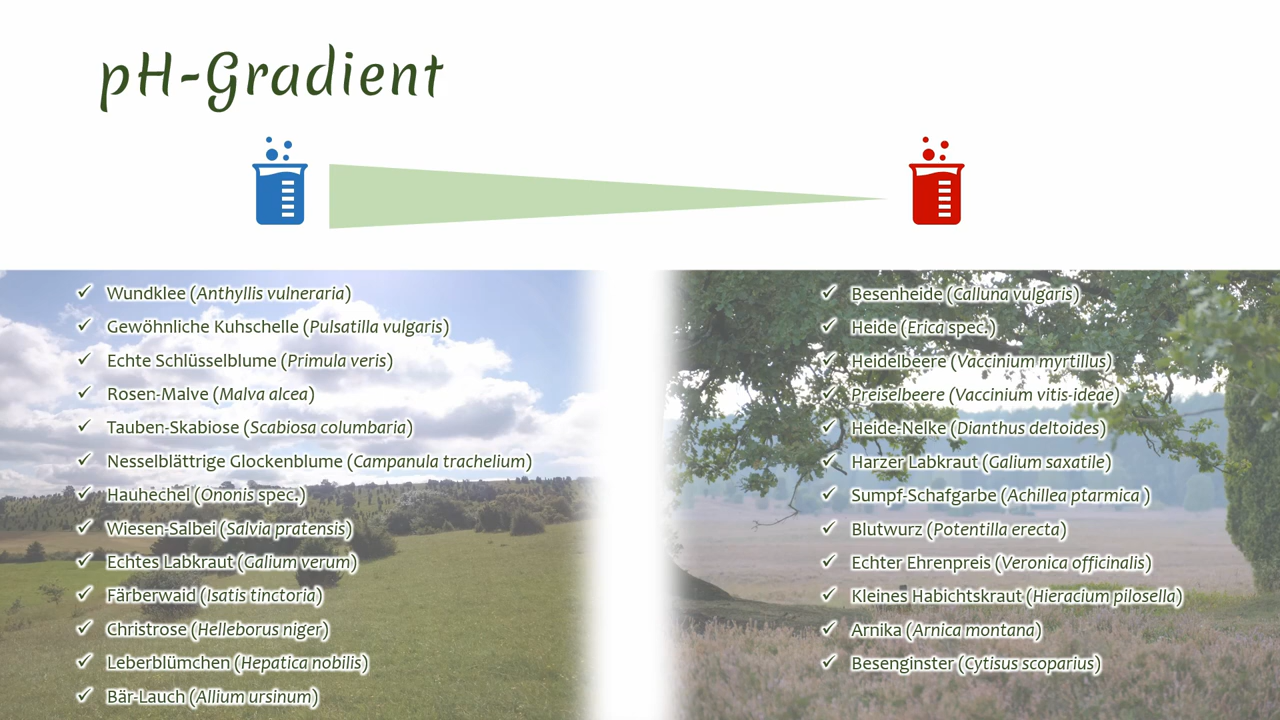 pH-Gradient
✓ Wundklee (Anthyllis vulneraria)
✓ Gewöhnliche Kuhschelle (Pulsatilla vulgaris)
✓ Echte Schlüsselblume (Primula veris)
✓ Rosen-Malve (Malva alcea)
✓ Tauben-Skabiose (Scabiosa columbaria)
✓ Nesselblättrige Glockenblume (Campanula trachelium)
✓ Hauhechel (Ononis spec.)
✓ Wiesen-Salbei (Salvia pratensis)
✓ Echtes Labkraut (Galium verum)
✓ Färberwaid (Isatis tinctoria)
✓ Christrose (Helleborus niger)
✓ Leberblümchen (Hepatica nobilis)
✓ Bär-Lauch (Allium ursinum)
✓ Besenheide (Calluna vulgaris)
✓ Heide (Erica spec.)
✓ Heidelbeere (Vaccinium myrtillus)
✓ Preiselbeere (Vaccinium vitis-ideae)
✓ Heide-Nelke (Dianthus deltoides)
✓ Harzer Labkraut (Galium saxatile)
✓ Sumpf-Schafgarbe (Achillea ptarmica )
✓ Blutwurz (Potentilla erecta)
✓ Echter Ehrenpreis (Veronica officinalis)
✓ Kleines Habichtskraut (Hieracium pilosella)
✓ Arnika (Arnica montana)
✓ Besenginster (Cytisus scoparius)